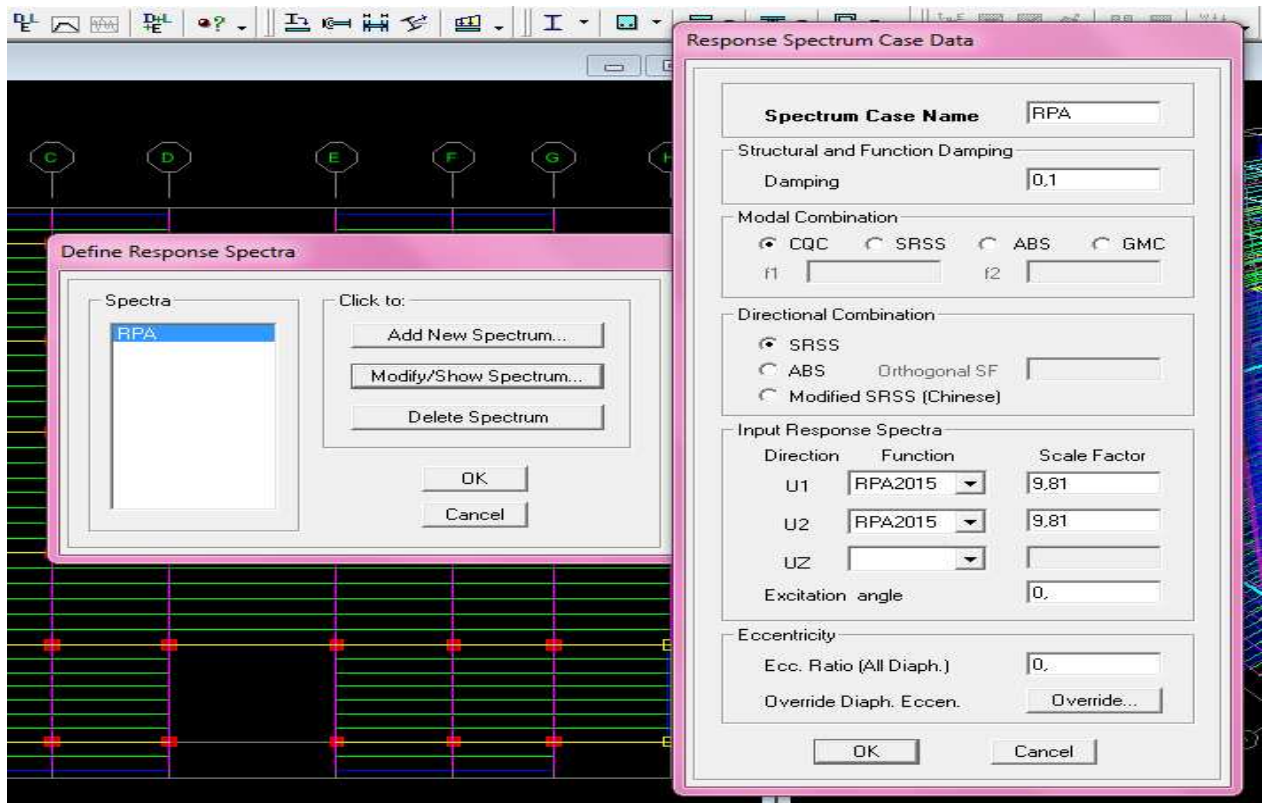 Response Spectrum Case Data
Spectrum Case Name RPA
Structural and Function Damping
Damping 0,1
Modal Combination
CQC SRSS ABS GMC
f1 f2
Directional Combination
SRSS
ABS Orthogonal SF
Modified SRSS (Chinese)
Input Response Spectra
Direction Function Scale Factor
U1 RPA2015 9,81
U2 RPA2015 9,81
UZ
Excitation angle 0,
Eccentricity
Ecc. Ratio (All Diaph.) 0,
Override Diaph. Eccen. Override...
OK Cancel
C D E F G H
Define Response Spectra
Spectra
RPA
Click to:
Add New Spectrum...
Modify/Show Spectrum...
Delete Spectrum
OK
Cancel